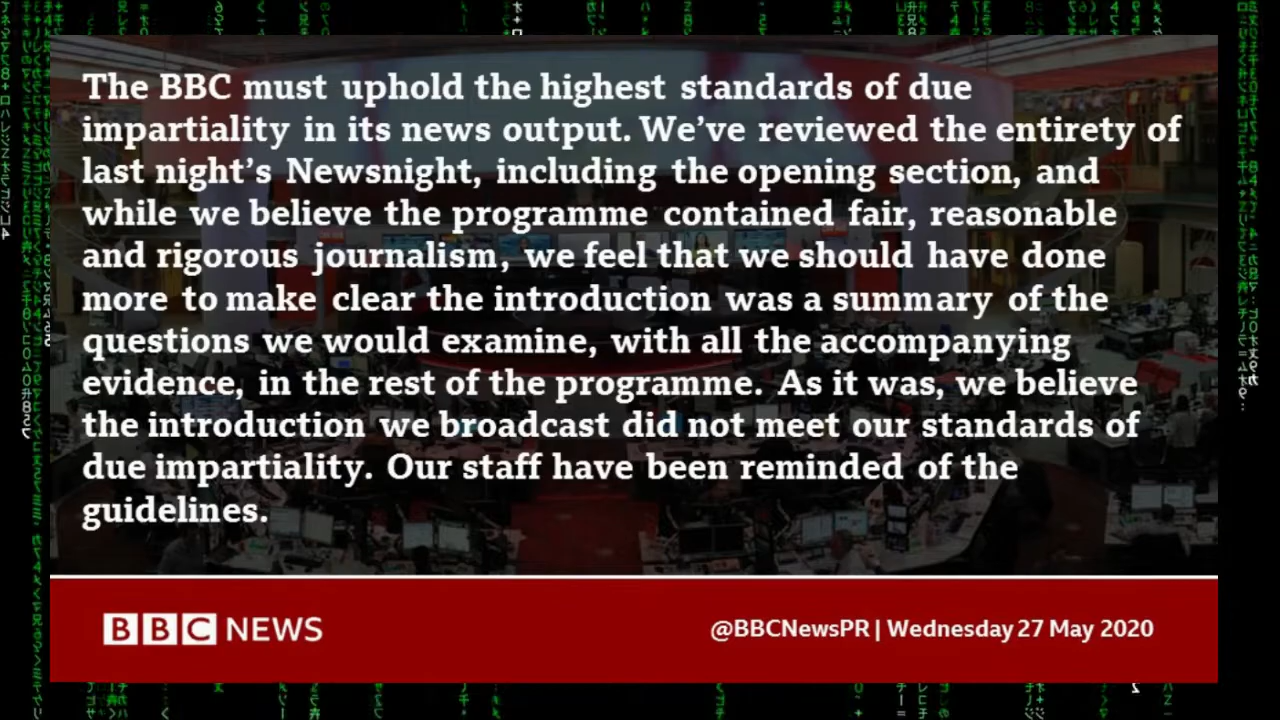 The BBC must uphold the highest standards of due
impartiality in its news output. We've reviewed the entirety of
last night's Newsnight, including the opening section, and
while we believe the programme contained fair, reasonable
and rigorous journalism, we feel that we should have done
more to make clear the introduction was a summary of the
questions we would examine, with all the accompanying
evidence, in the rest of the programme. As it was, we believe
the introduction we broadcast did not meet our standards of
due impartiality. Our staff have been reminded of the
guidelines.
BBC NEWS
@BBCNewsPR | Wednesday 27 May 2020